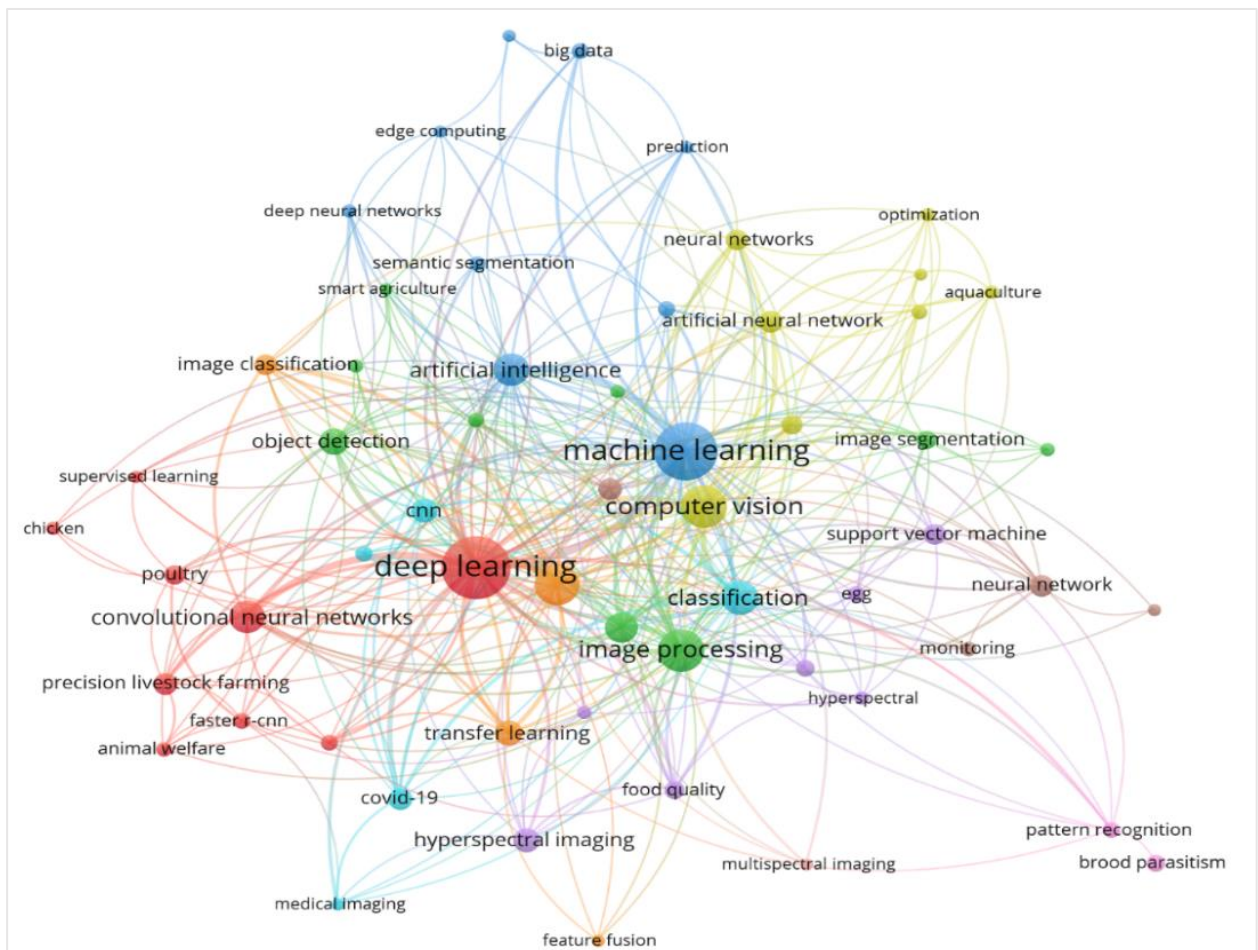 big data
edge computing
prediction
deep neural networks
optimization
neural networks
semantic segmentation
smart agriculture
aquaculture
artificial neural network
image classification
artificial intelligence
object detection
image segmentation
machine learning
supervised learning
computer vision
cnn
chicken
support vector machine
deep learning
poultry
neural network
egg
classification
convolutional neural networks
image processing
monitoring
precision livestock farming
hyperspectral
faster r-cnn
transfer learning
animal welfare
food quality
covid-19
pattern recognition
hyperspectral imaging
brood parasitism
multispectral imaging
medical imaging
feature fusion